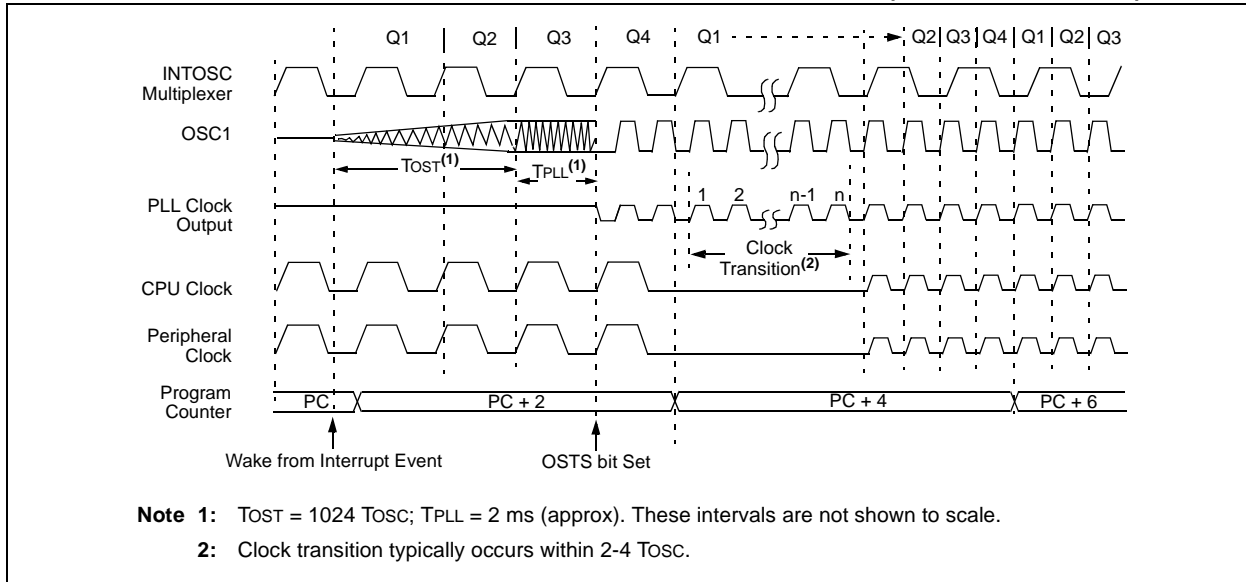 Q1 Q2 Q3 Q4 Q1 Q2 Q3 Q4 Q1 Q2 Q3
INTOSC
Multiplexer
OSC1
TOST(1)
TPLL(1)
1 2 n-1 n
PLL Clock
Output
Clock
Transition(2)
CPU Clock
Peripheral
Clock
Program
Counter
PC PC + 2 PC + 4 PC + 6
Wake from Interrupt Event
OSTS bit Set
Note 1: TOST = 1024 TOSC; TPLL = 2 ms (approx). These intervals are not shown to scale.
2: Clock transition typically occurs within 2-4 TOSC.